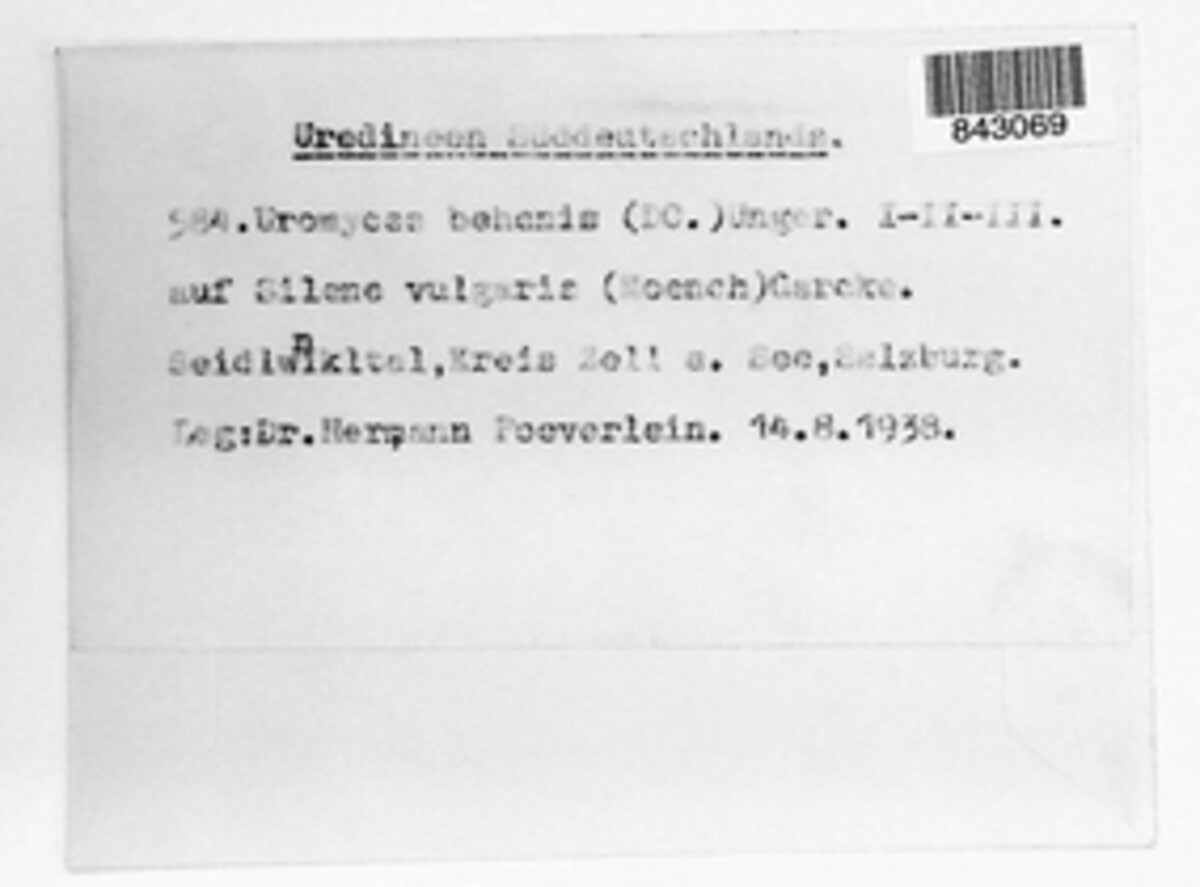 843069
Uredineen Süddeutschlands.
584.Uromyces behenis (DC.)Unger. I-II-III.
auf Silene vulgaris (Moench)Garcke.
Seidlwinkltal,Kreis Zell a. See,Salzburg.
Leg:Dr.Hermann Poeverlein. 14.8.1938.